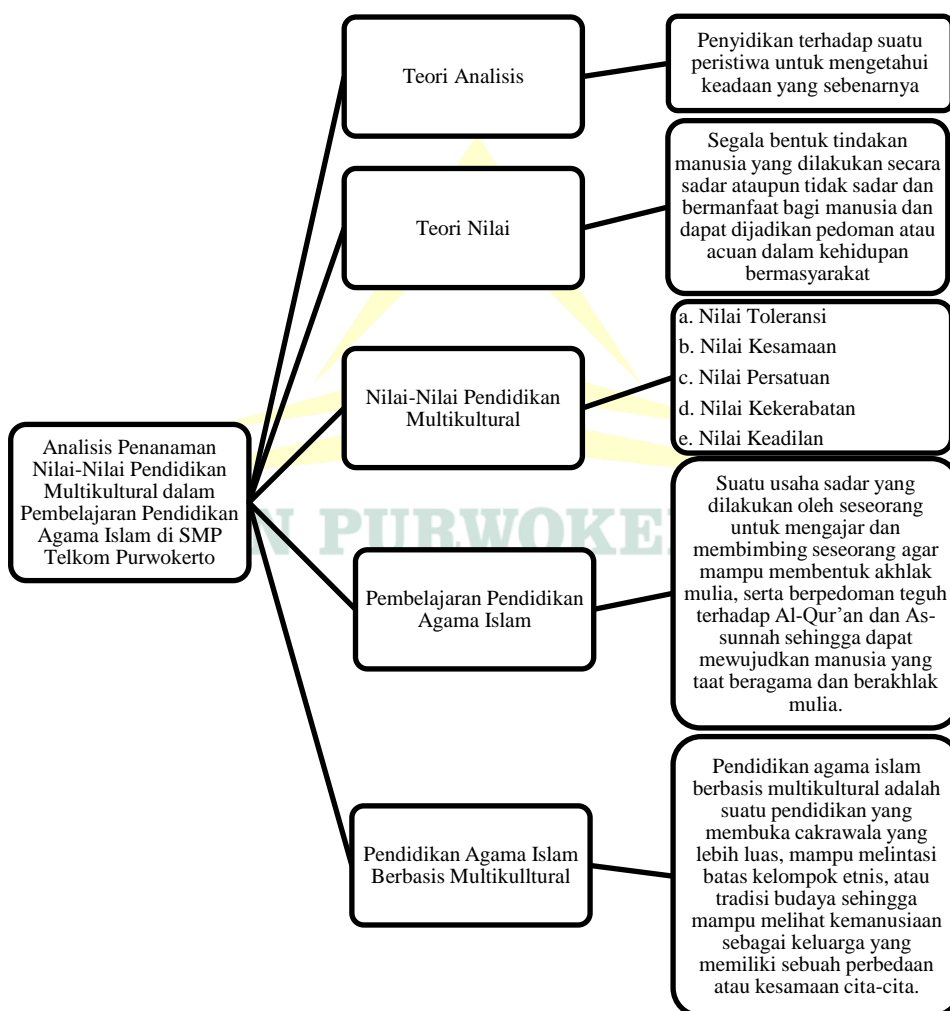 Teori Analisis
Penyidikan terhadap suatu
peristiwa untuk mengetahui
keadaan yang sebenarnya
Teori Nilai
Segala bentuk tindakan
manusia yang dilakukan secara
sadar ataupun tidak sadar dan
bermanfaat bagi manusia dan
dapat dijadikan pedoman atau
acuan dalam kehidupan
bermasyarakat
Nilai-Nilai Pendidikan
Multikultural
a. Nilai Toleransi
b. Nilai Kesamaan
c. Nilai Persatuan
d. Nilai Kekerabatan
e. Nilai Keadilan
Analisis Penanaman
Nilai-Nilai Pendidikan
Multikultural dalam
Pembelajaran Pendidikan
Agama Islam di SMP
Telkom Purwokerto
Pembelajaran Pendidikan
Agama Islam
Suatu usaha sadar yang
dilakukan oleh seseorang
untuk mengajar dan
membimbing seseorang agar
mampu membentuk akhlak
mulia, serta berpedoman teguh
terhadap Al-Qur’an dan As-
sunnah sehingga dapat
mewujudkan manusia yang
taat beragama dan berakhlak
mulia.
Pendidikan Agama Islam
Berbasis Multikulltural
Pendidikan agama islam
berbasis multikultural adalah
suatu pendidikan yang
membuka cakrawala yang
lebih luas, mampu melintasi
batas kelompok etnis, atau
tradisi budaya sehingga
mampu melihat kemanusiaan
sebagai keluarga yang
memiliki sebuah perbedaan
atau kesamaan cita-cita.